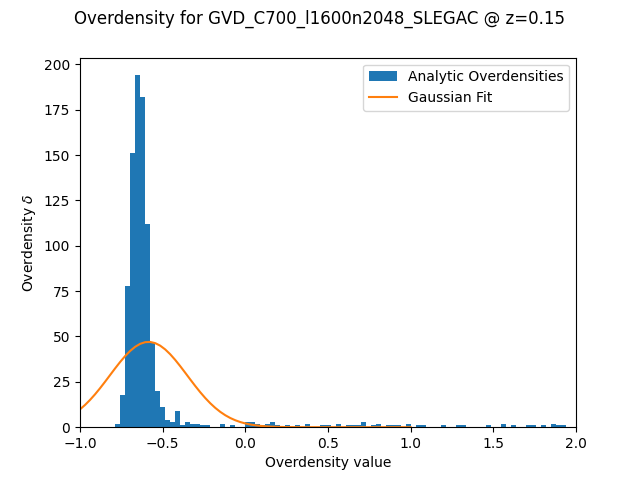 Overdensity for GVD_C700_l1600n2048_SLEGAC @ z=0.15
Analytic Overdensities
Gaussian Fit
Overdensity δ
200
175
150
125
100
75
50
25
0
−1.0 −0.5 0.0 0.5 1.0 1.5 2.0
Overdensity value